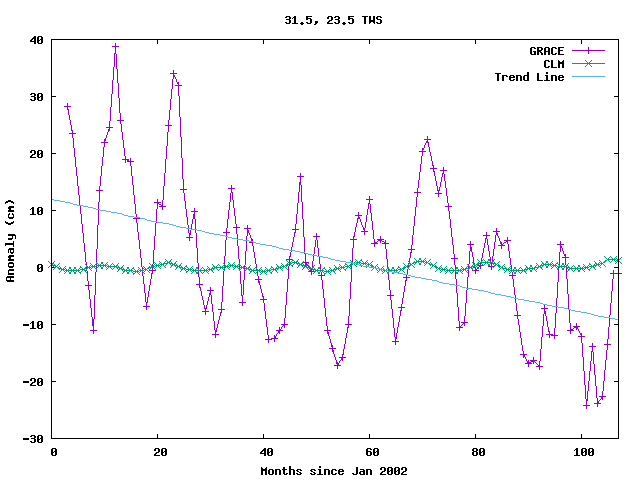 31.5, 23.5 TWS
GRACE
CLM
Trend Line
40
30
20
10
0
-10
-20
-30
Anomaly (cm)
0 20 40 60 80 100
Months since Jan 2002